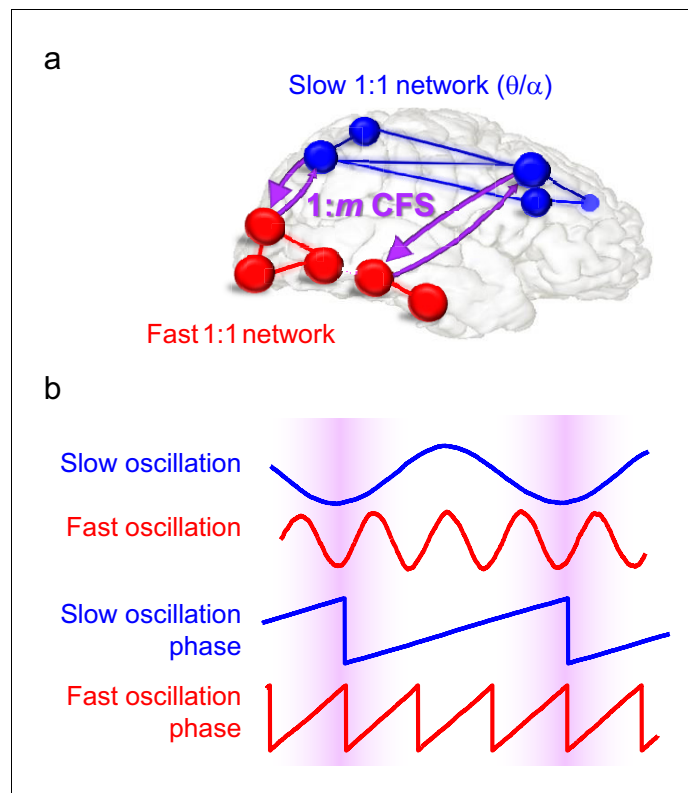 a
Slow 1:1 network (θ/α)
1:m CFS
Fast 1:1 network
b
Slow oscillation
Fast oscillation
Slow oscillation
phase
Fast oscillation
phase